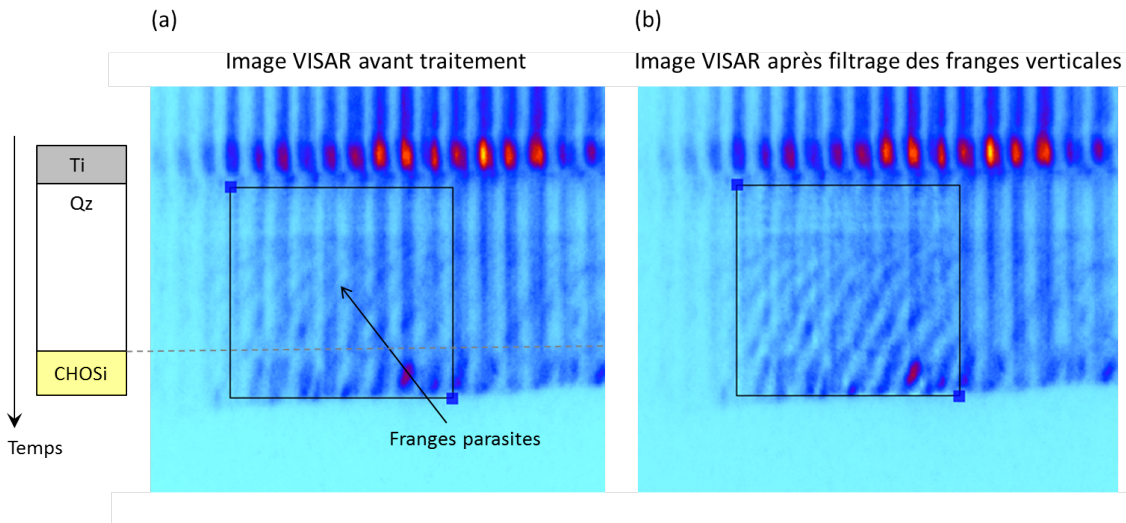 (a)
(b)
Image VISAR avant traitement
Image VISAR après filtrage des franges verticales
Ti
Qz
CHOSi
Franges parasites
Temps